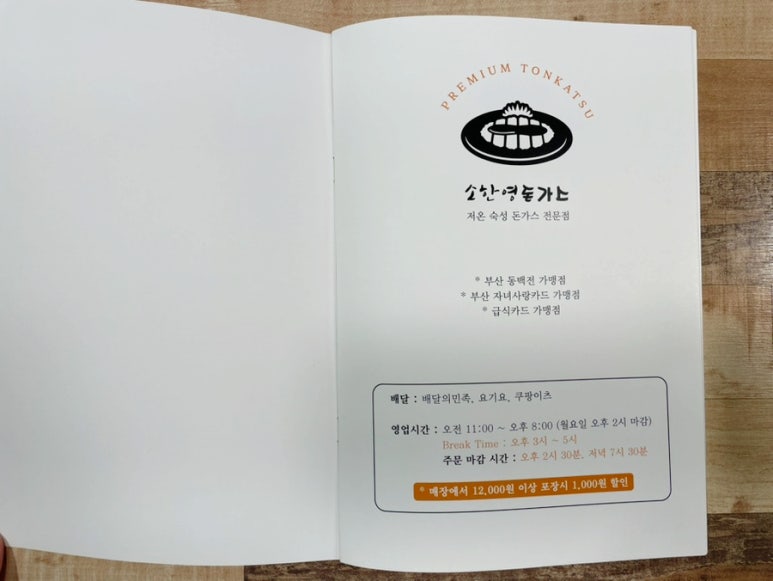 PREMIUM TONKATSU
소한영돈가스
저온 숙성 돈가스 전문점
* 부산 동백전 가맹점
* 부산 자녀사랑카드 가맹점
* 급식카드 가맹점
배달 : 배달의민족, 요기요, 쿠팡이츠
영업시간 : 오전 11:00 ~ 오후 8:00 (월요일 오후 2시 마감)
Break Time : 오후 3시 ~ 5시
주문 마감 시간 : 오후 2시 30분, 저녁 7시 30분
* 매장에서 12,000원 이상 포장시 1,000원 할인